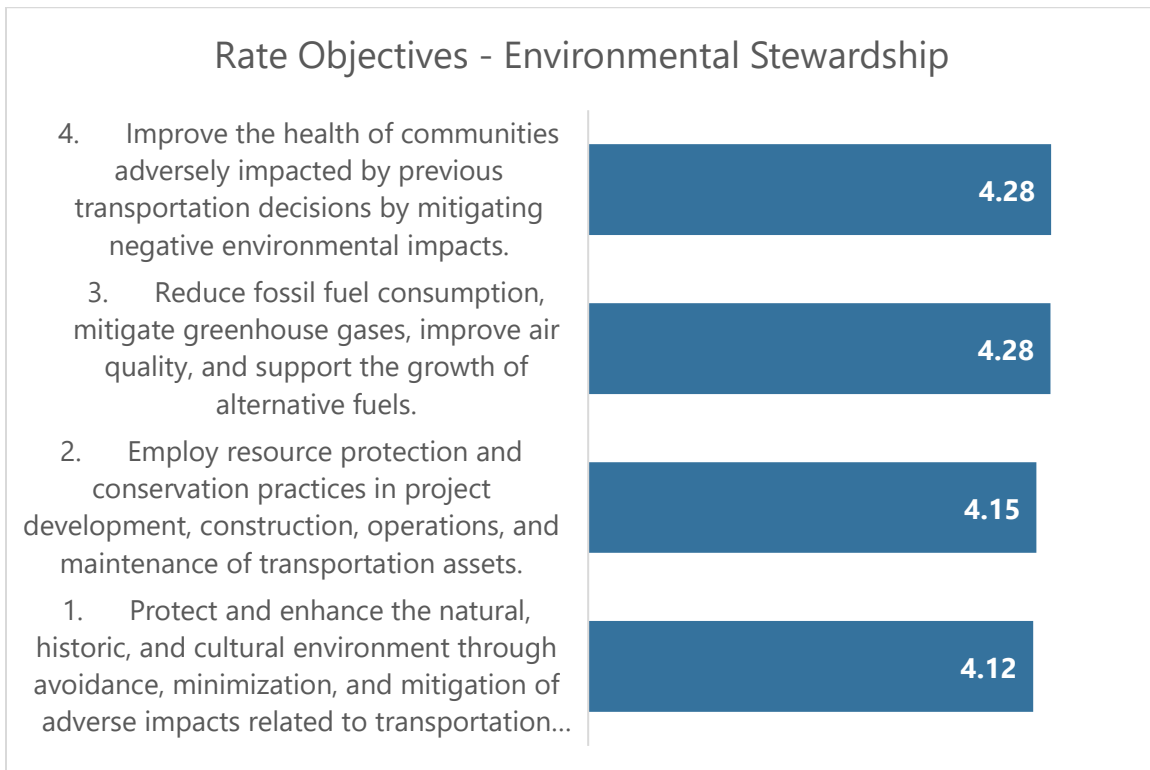 Rate Objectives - Environmental Stewardship
4. Improve the health of communities
adversely impacted by previous
transportation decisions by mitigating
negative environmental impacts.
4.28
3. Reduce fossil fuel consumption,
mitigate greenhouse gases, improve air
quality, and support the growth of
alternative fuels.
4.28
2. Employ resource protection and
conservation practices in project
development, construction, operations, and
maintenance of transportation assets.
4.15
1. Protect and enhance the natural,
historic, and cultural environment through
avoidance, minimization, and mitigation of
adverse impacts related to transportation...
4.12